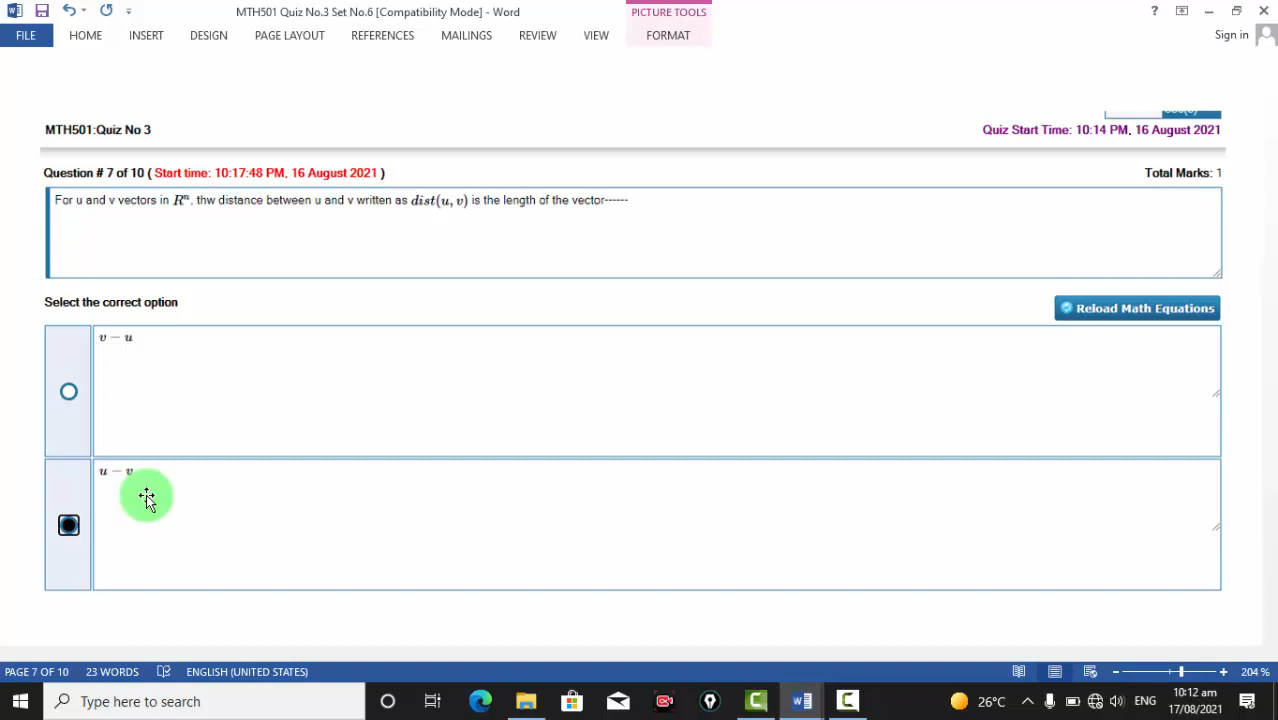 MTH501 Quiz No.3 Set No.6 [Compatibility Mode] - Word
PICTURE TOOLS
?
FILE HOME INSERT DESIGN PAGE LAYOUT REFERENCES MAILINGS REVIEW VIEW FORMAT Sign in
MTH501:Quiz No 3
Quiz Start Time: 10:14 PM, 16 August 2021
Question # 7 of 10 ( Start time: 10:17:48 PM, 16 August 2021 )
Total Marks: 1
For u and v vectors in Rⁿ, thw distance between u and v written as dist(u, v) is the length of the vector------
Select the correct option
Reload Math Equations
v − u
u − v
PAGE 7 OF 10 23 WORDS ENGLISH (UNITED STATES) 204 %
Type here to search
26°C ENG
10:12 am
17/08/2021